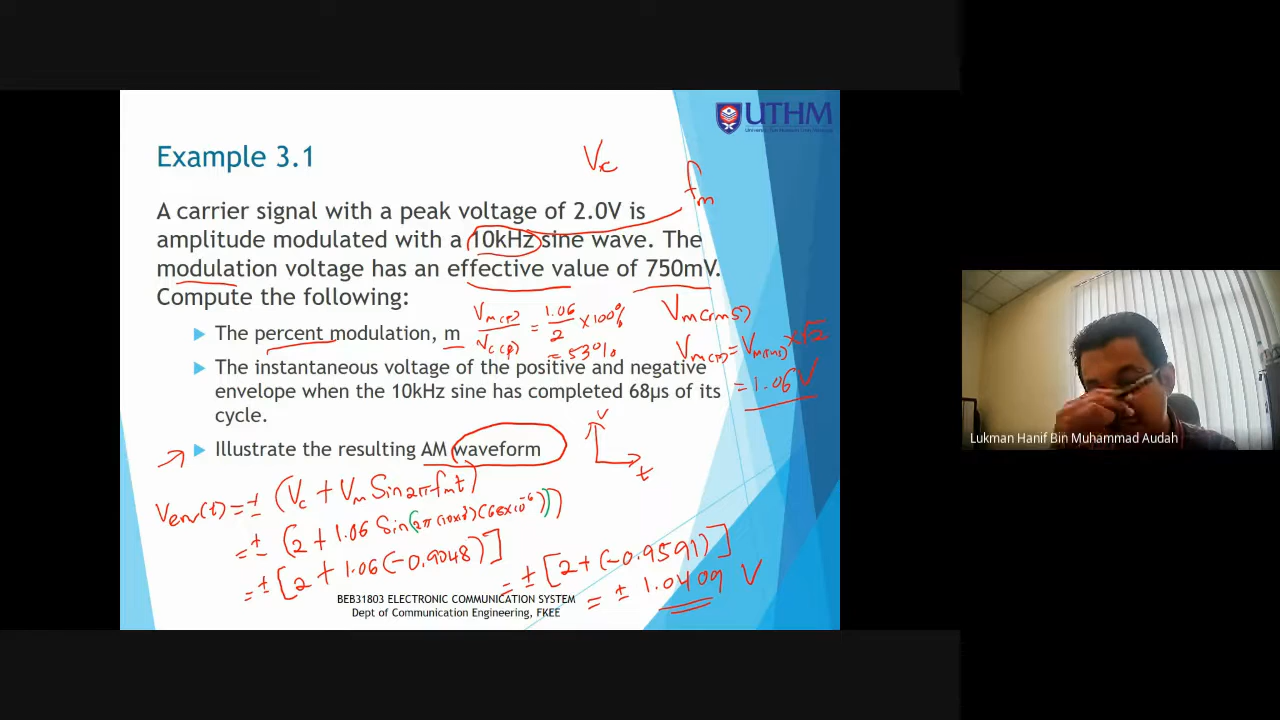 UTHM
Example 3.1
Vc
fm
A carrier signal with a peak voltage of 2.0V is
amplitude modulated with a 10kHz sine wave. The
modulation voltage has an effective value of 750mV.
Compute the following:
The percent modulation, m
Vm(p)/Vc(p) = 1.06/2 x100%
= 53%
Vm(rms)
Vm(p) = Vm(rms) x √2
= 1.06 V
The instantaneous voltage of the positive and negative
envelope when the 10kHz sine has completed 68µs of its
cycle.
Illustrate the resulting AM waveform
V
t
Venv(t) = ± (Vc + Vm Sin 2π fmt)
= ± (2 + 1.06 Sin(2π(10x10³)(68x10⁻⁶)))
= ± [2 + 1.06 (-0.9048)]
= ± [2 + (-0.9591)]
= ± 1.0409 V
BEB31803 ELECTRONIC COMMUNICATION SYSTEM
Dept of Communication Engineering, FKEE
Lukman Hanif Bin Muhammad Audah